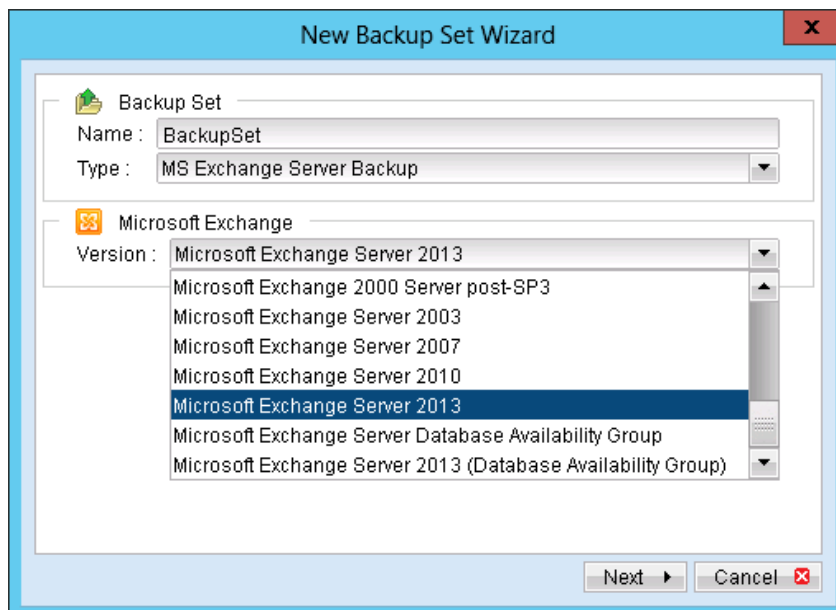 New Backup Set Wizard
x
Backup Set
Name : BackupSet
Type : MS Exchange Server Backup
Microsoft Exchange
Version : Microsoft Exchange Server 2013
Microsoft Exchange 2000 Server post-SP3
Microsoft Exchange Server 2003
Microsoft Exchange Server 2007
Microsoft Exchange Server 2010
Microsoft Exchange Server 2013
Microsoft Exchange Server Database Availability Group
Microsoft Exchange Server 2013 (Database Availability Group)
Next Cancel